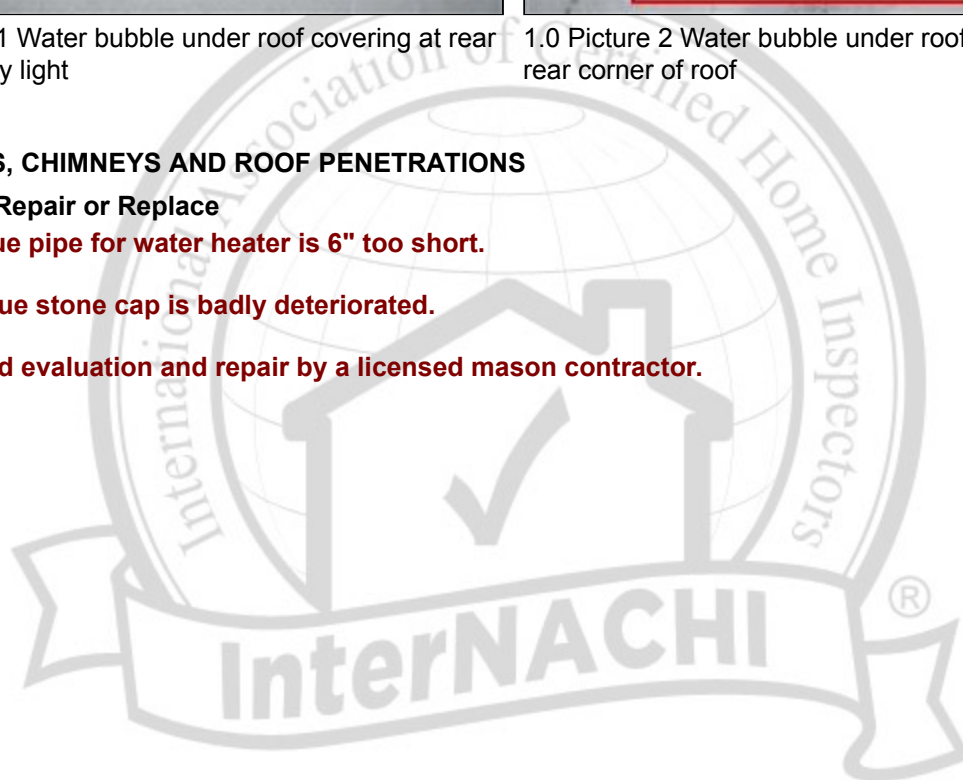 1 Water bubble under roof covering at rear
y light
1.0 Picture 2 Water bubble under roof
rear corner of roof
S, CHIMNEYS AND ROOF PENETRATIONS
Repair or Replace
ue pipe for water heater is 6" too short.
ue stone cap is badly deteriorated.
d evaluation and repair by a licensed mason contractor.
International Association of Certified Home Inspectors
InterNACHI
®